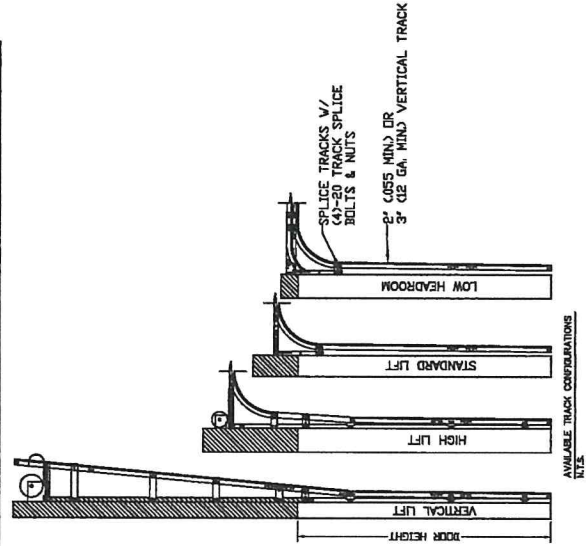 SPLICE TRACKS W/
(4)-20 TRACK SPLICE
BOLTS & NUTS
2" (.055 MIN.) OR
3" (12 GA. MIN.) VERTICAL TRACK
LOW HEADROOM
STANDARD LIFT
HIGH LIFT
VERTICAL LIFT
DOOR HEIGHT
AVAILABLE TRACK CONFIGURATIONS
N.T.S.